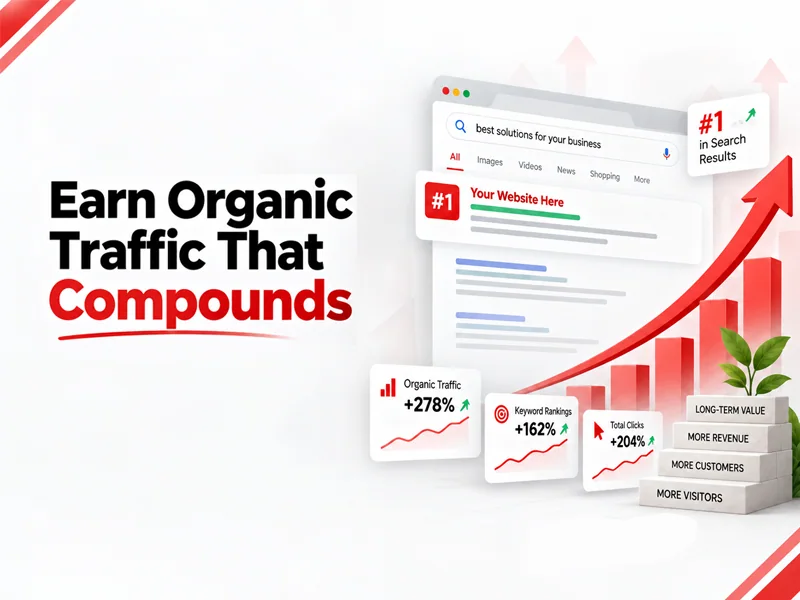 Earn Organic
Traffic That
Compounds
best solutions for your business
All Images Videos News Shopping More
#1
Your Website Here
#1
in Search
Results
Organic Traffic
+278%
Keyword Rankings
+162%
Total Clicks
+204%
LONG-TERM VALUE
MORE REVENUE
MORE CUSTOMERS
MORE VISITORS